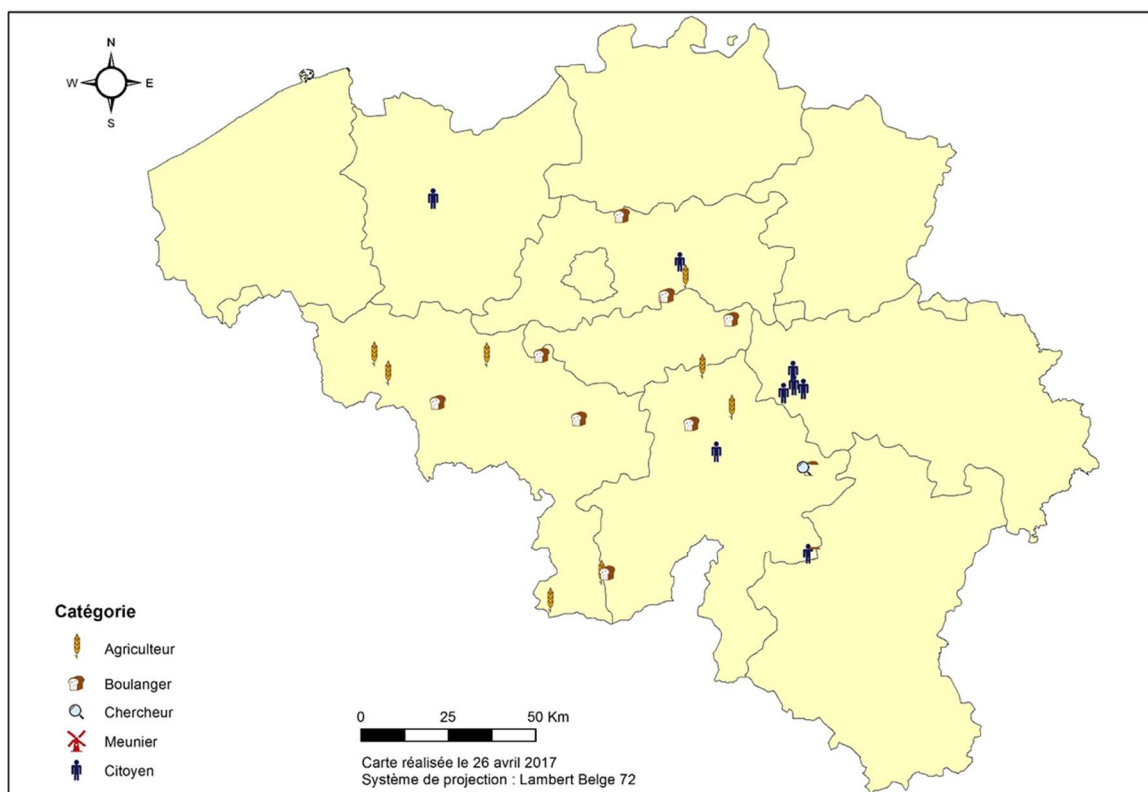 N
W E
S
Catégorie
Agriculteur
Boulanger
Chercheur
Meunier
Citoyen
0 25 50 Km
Carte réalisée le 26 avril 2017
Système de projection : Lambert Belge 72